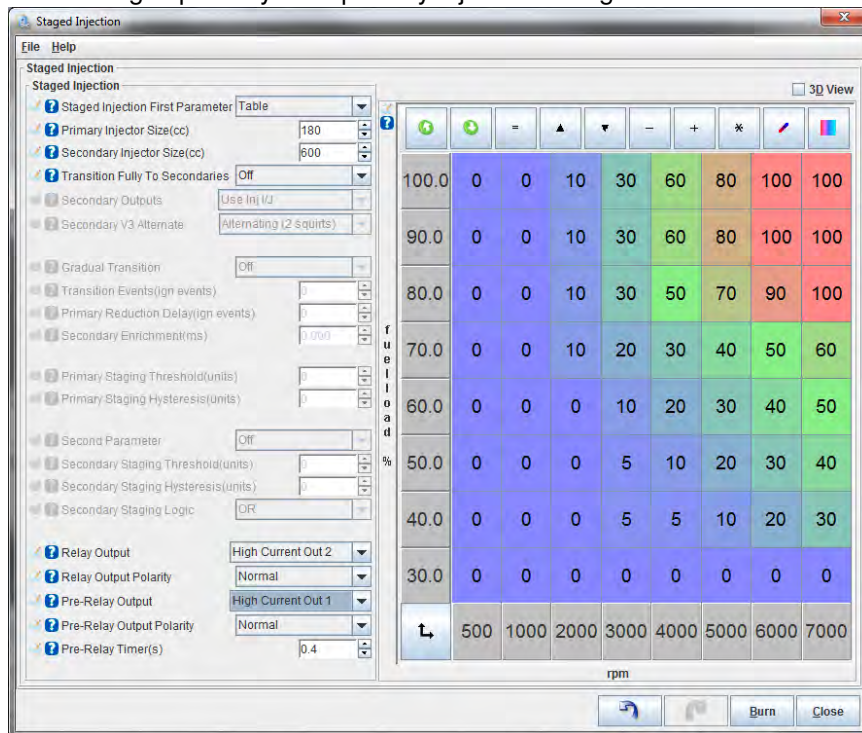 Staged Injection
File Help
Staged Injection
Staged Injection
3D View
Staged Injection First Parameter Table
Primary Injector Size(cc) 180
Secondary Injector Size(cc) 600
Transition Fully To Secondaries Off
Secondary Outputs Use Inj I/J
Secondary V3 Alternate Alternating (2 squirts)
Gradual Transition Off
Transition Events(ign events) 0
Primary Reduction Delay(ign events) 0
Secondary Enrichment(ms) 0.000
Primary Staging Threshold(units) 0
Primary Staging Hysteresis(units) 0
Second Parameter Off
Secondary Staging Threshold(units) 0
Secondary Staging Hysteresis(units) 0
Secondary Staging Logic OR
Relay Output High Current Out 2
Relay Output Polarity Normal
Pre-Relay Output High Current Out 1
Pre-Relay Output Polarity Normal
Pre-Relay Timer(s) 0.4
= - + *
fuelload %
100.0 0 0 10 30 60 80 100 100
90.0 0 0 10 30 60 80 100 100
80.0 0 0 10 30 50 70 90 100
70.0 0 0 10 20 30 40 50 60
60.0 0 0 0 10 20 30 40 50
50.0 0 0 0 5 10 20 30 40
40.0 0 0 0 5 5 10 20 30
30.0 0 0 0 0 0 0 0 0
500 1000 2000 3000 4000 5000 6000 7000
rpm
Burn Close